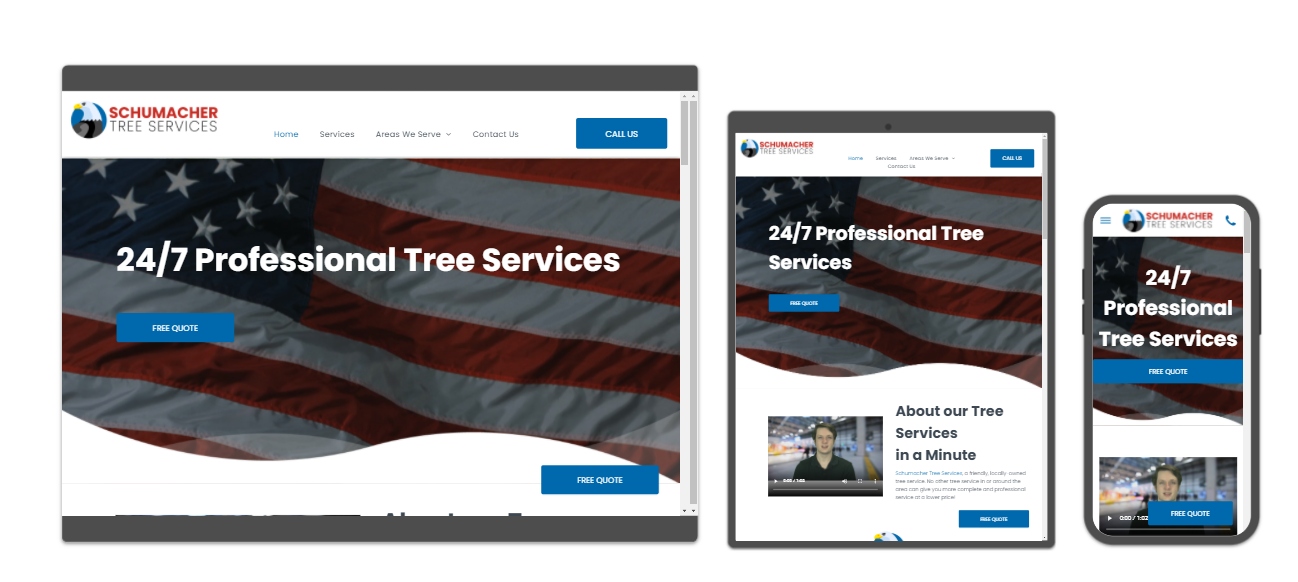 SCHUMACHER
TREE SERVICES
Home Services Areas We Serve Contact Us
CALL US
24/7 Professional Tree Services
FREE QUOTE
FREE QUOTE
SCHUMACHER
TREE SERVICES
Home Services Areas We Serve
Contact Us
CALL US
24/7 Professional Tree
Services
FREE QUOTE
0:00 / 1:02
About our Tree
Services
in a Minute
Schumacher Tree Services, a friendly, locally-owned
tree service. No other tree service in or around the
area can give you more complete and professional
service at a lower price!
FREE QUOTE
SCHUMACHER
TREE SERVICES
24/7
Professional
Tree Services
FREE QUOTE
0:00 / 1:02
FREE QUOTE